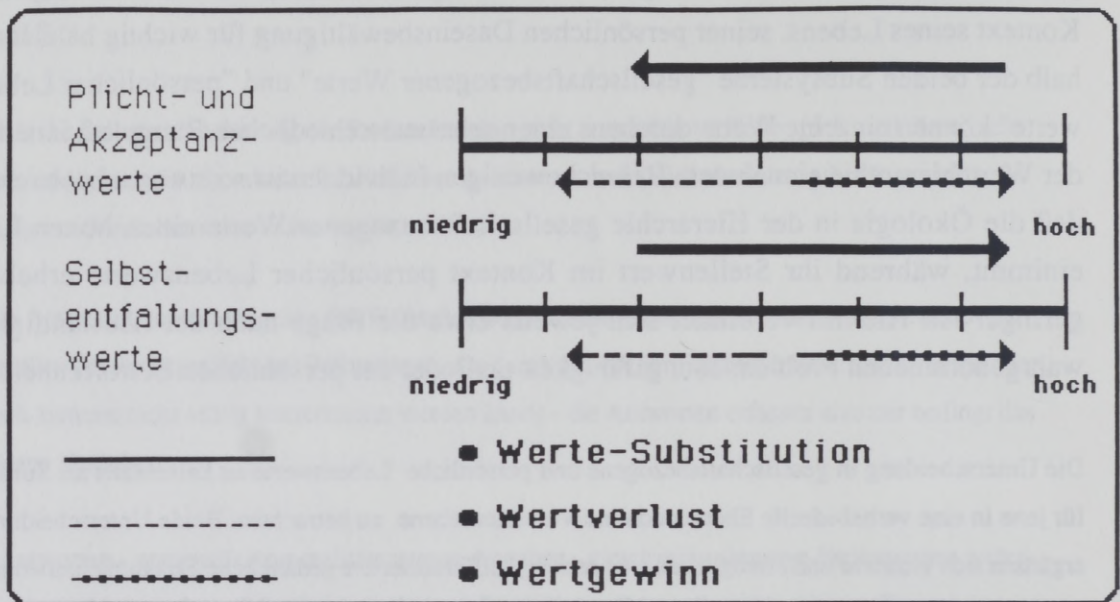 Plicht- und
Akzeptanz-
werte
niedrig
hoch
Selbst-
entfaltungs-
werte
niedrig
hoch
• Werte-Substitution
• Wertverlust
• Wertgewinn